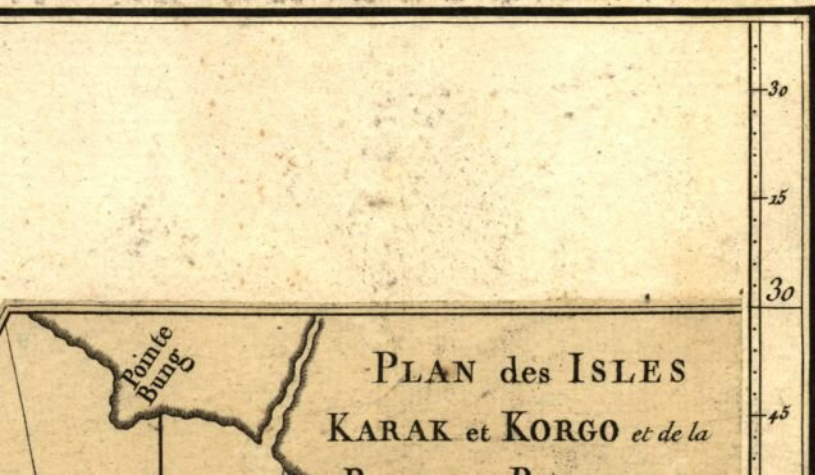 30
15
30
Pointe
Bung
PLAN des ISLES
45
KARAK et KORGO et de la